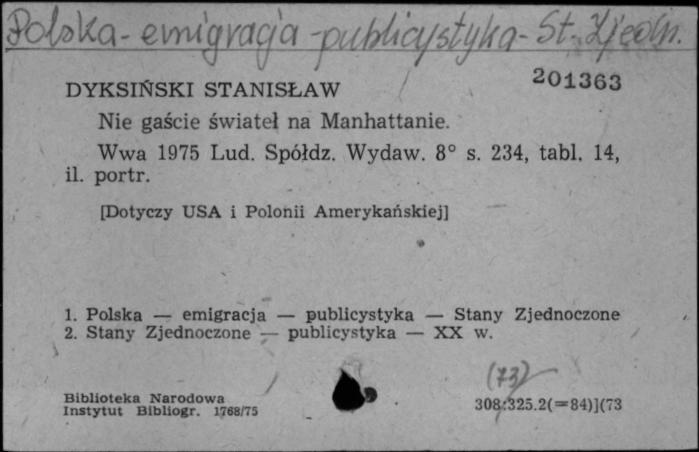 Polska - emigracja - publicystyka - St. Zjedn.
201363
DYKSIŃSKI STANISŁAW
Nie gaście świateł na Manhattanie.
Wwa 1975 Lud. Spółdz. Wydaw. 8° s. 234, tabl. 14,
il. portr.
[Dotyczy USA i Polonii Amerykańskiej]
1. Polska — emigracja — publicystyka — Stany Zjednoczone
2. Stany Zjednoczone — publicystyka — XX w.
(73)
Biblioteka Narodowa
Instytut Bibliogr. 1768/75
308:325.2(=84)](73